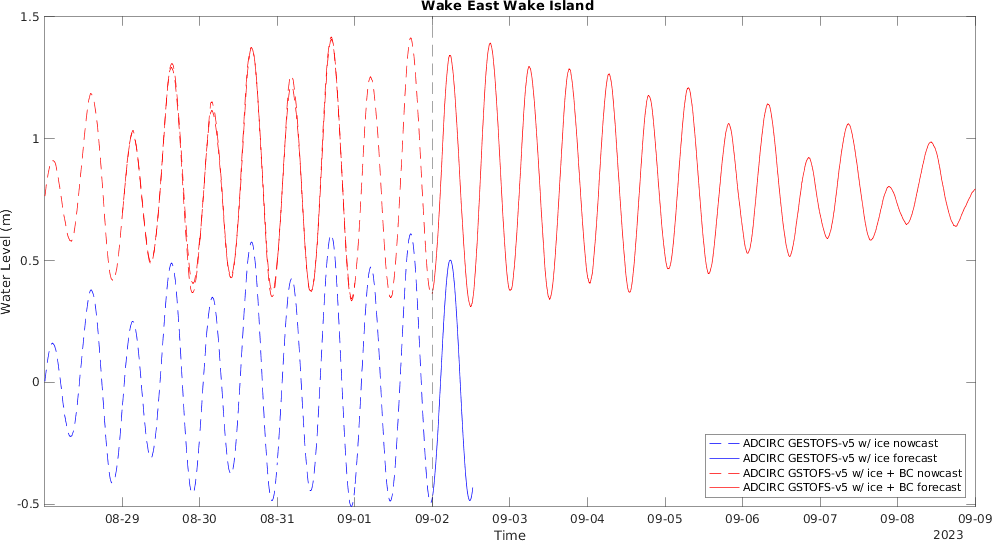 Wake East Wake Island
1.5
1
0.5
0
-0.5
Water Level (m)
08-29 08-30 08-31 09-01 09-02 09-03 09-04 09-05 09-06 09-07 09-08 09-09
Time
2023
ADCIRC GESTOFS-v5 w/ ice nowcast
ADCIRC GESTOFS-v5 w/ ice forecast
ADCIRC GSTOFS-v5 w/ ice + BC nowcast
ADCIRC GSTOFS-v5 w/ ice + BC forecast